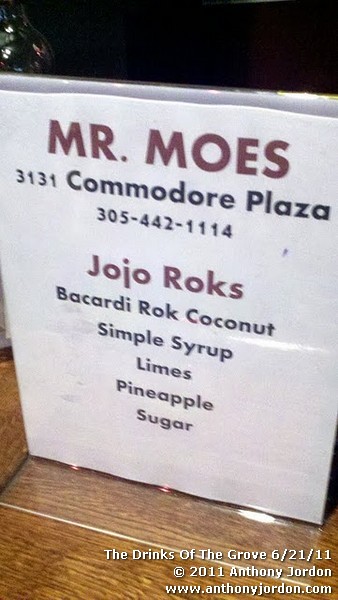 MR. MOES
3131 Commodore Plaza
305-442-1114
Jojo Roks
Bacardi Rok Coconut
Simple Syrup
Limes
Pineapple
Sugar
The Drinks Of The Grove 6/21/11
© 2011 Anthony Jordon
www.anthonyjordon.com